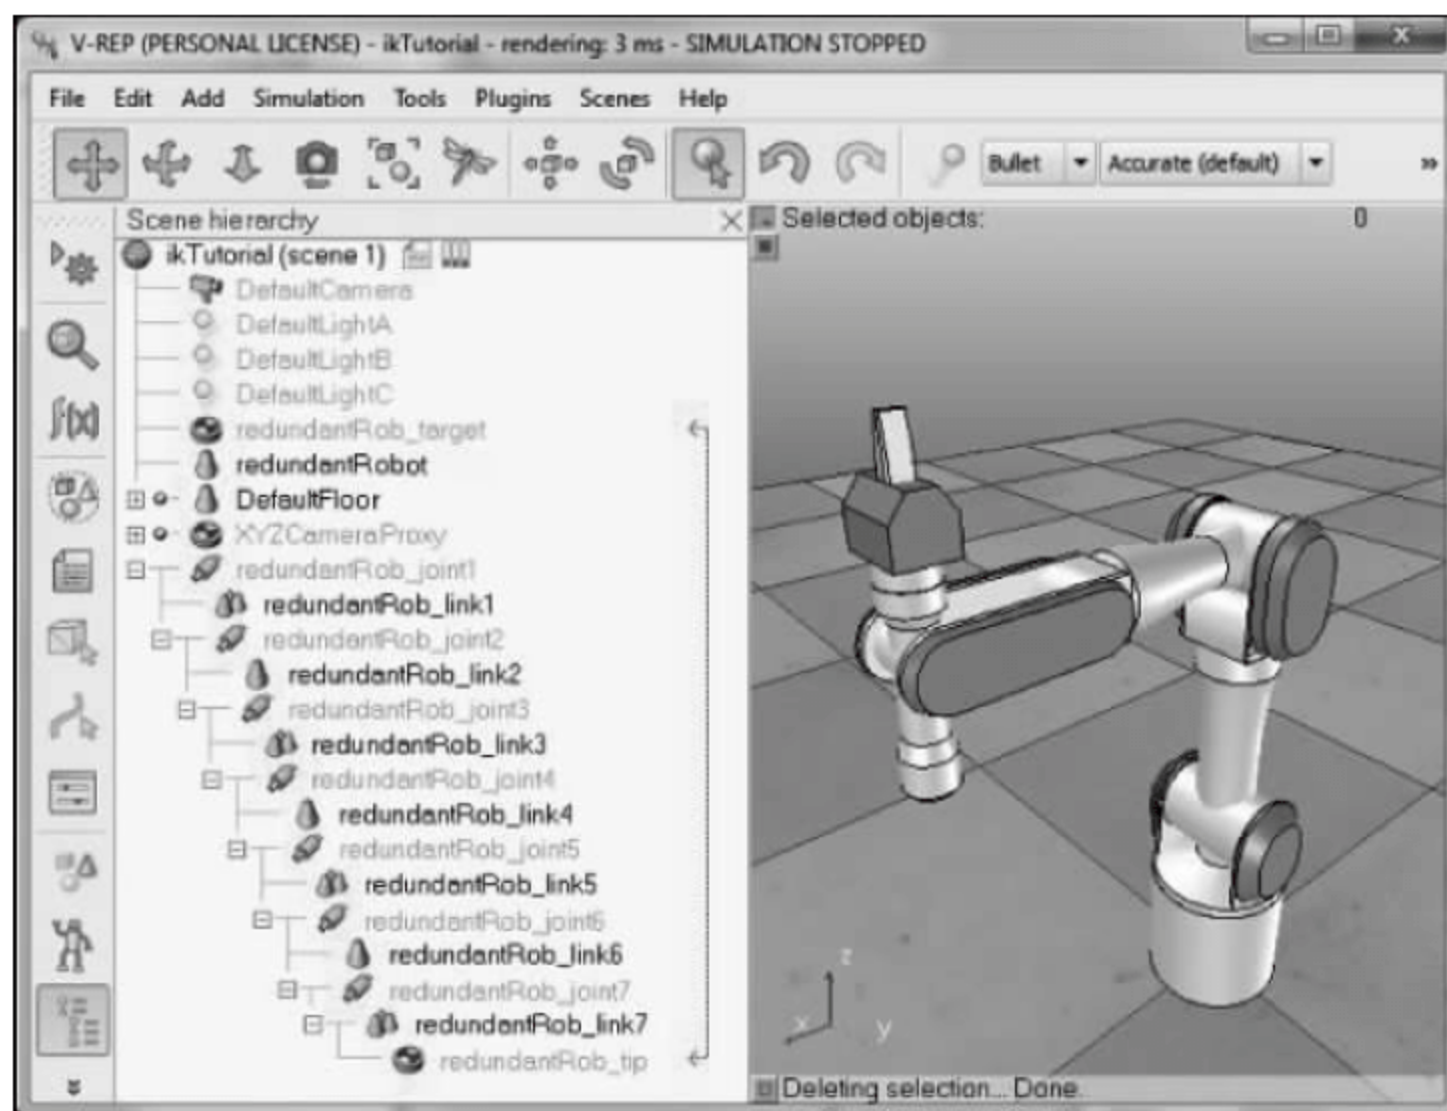 V-REP (PERSONAL LICENSE) - ikTutorial - rendering: 3 ms - SIMULATION STOPPED
File Edit Add Simulation Tools Plugins Scenes Help
Bullet Accurate (default) »
Scene hierarchy
Selected objects: 0
ikTutorial (scene 1)
DefaultCamera
DefaultLightA
DefaultLightB
DefaultLightC
redundantRob_target
redundantRobot
DefaultFloor
XYZCameraProxy
redundantRob_joint1
redundantRob_link1
redundantRob_joint2
redundantRob_link2
redundantRob_joint3
redundantRob_link3
redundantRob_joint4
redundantRob_link4
redundantRob_joint5
redundantRob_link5
redundantRob_joint6
redundantRob_link6
redundantRob_joint7
redundantRob_link7
redundantRob_tip
f(x)
z
x
y
Deleting selection... Done.